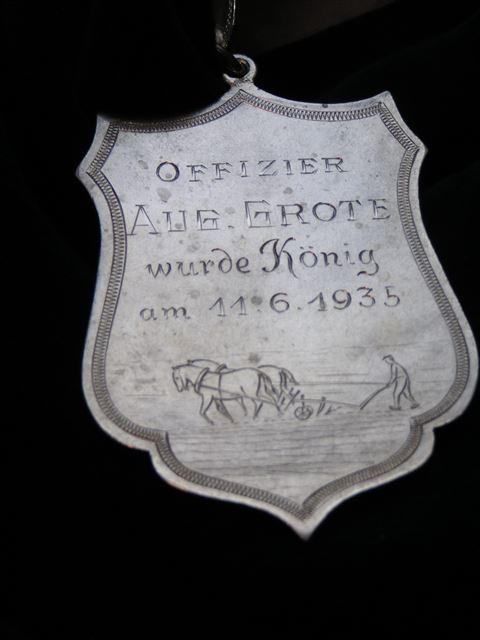 OFFIZIER
AUG. GROTE
wurde König
am 11.6.1935